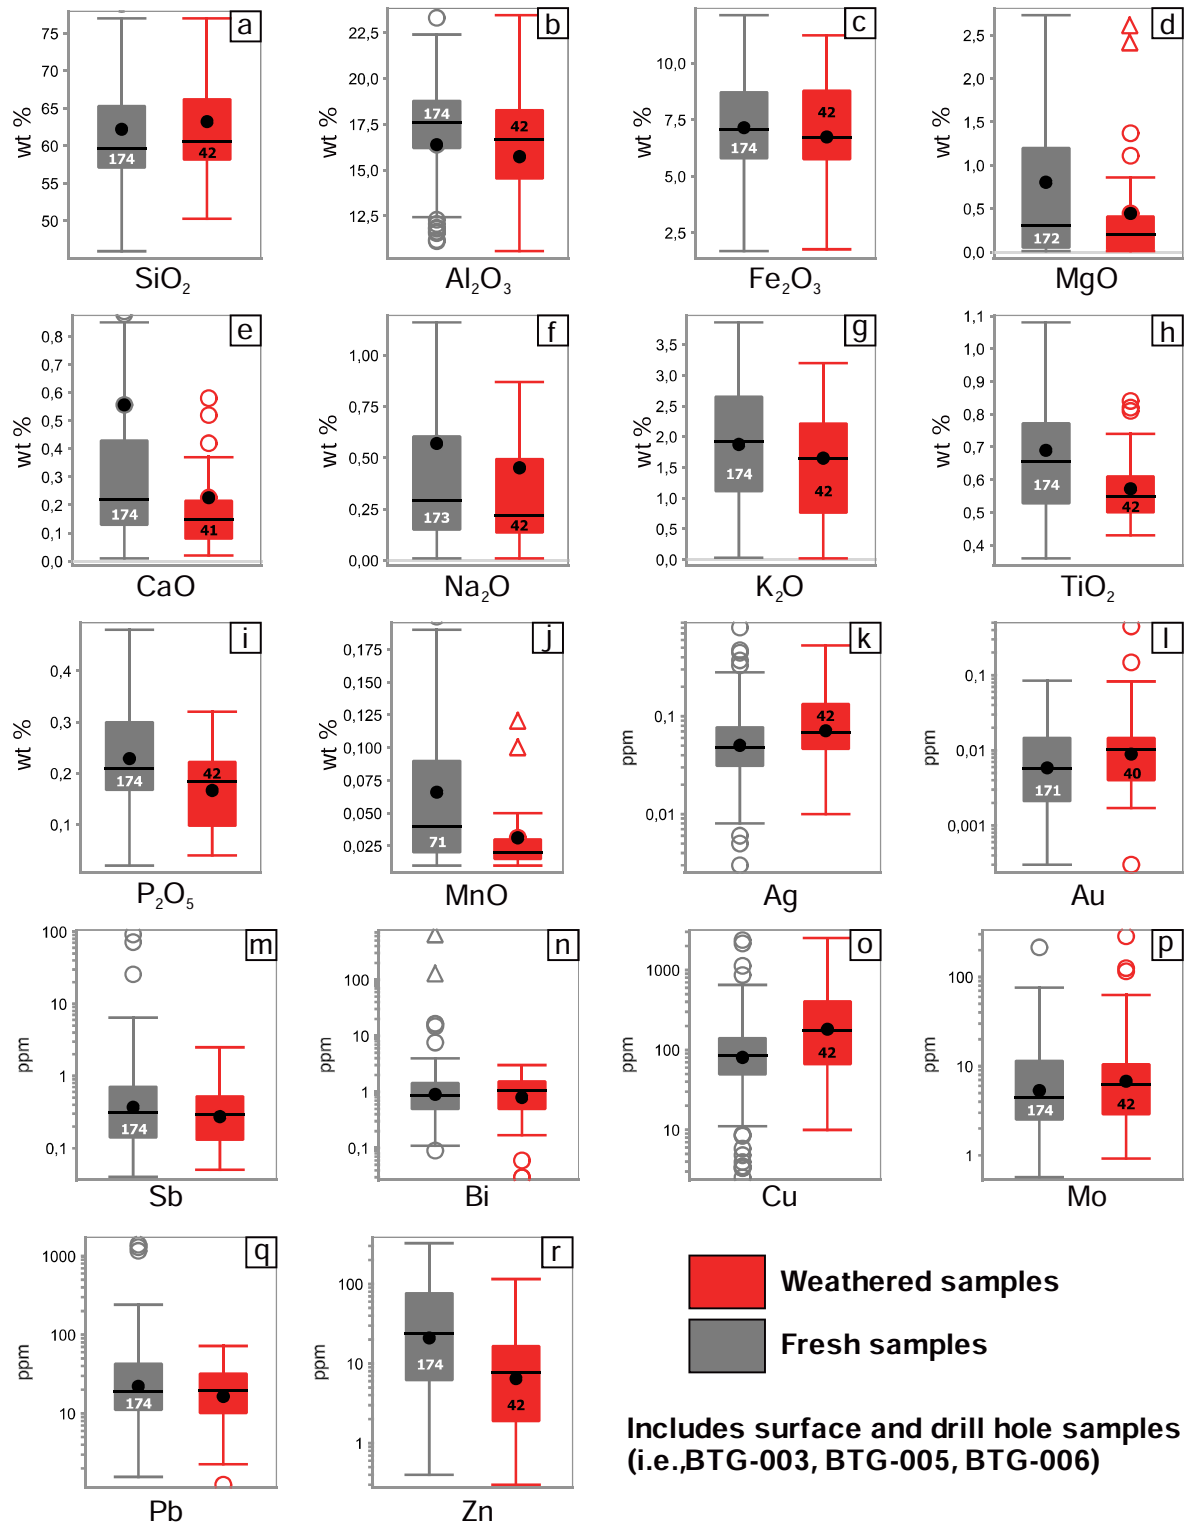 a
75
70
65
60
55
50
wt %
174
42
SiO₂
b
22,5
20,0
17,5
15,0
12,5
wt %
174
42
Al₂O₃
c
10,0
7,5
5,0
2,5
wt %
174
42
Fe₂O₃
d
2,5
2,0
1,5
1,0
0,5
0,0
wt %
172
MgO
e
0,8
0,7
0,6
0,5
0,4
0,3
0,2
0,1
0,0
wt %
174
41
CaO
f
1,00
0,75
0,50
0,25
0,00
wt %
173
42
Na₂O
g
3,5
3,0
2,5
2,0
1,5
1,0
0,5
0,0
wt %
174
42
K₂O
h
1,1
1,0
0,9
0,8
0,7
0,6
0,5
0,4
wt %
174
42
TiO₂
i
0,4
0,3
0,2
0,1
wt %
174
42
P₂O₅
j
0,175
0,150
0,125
0,100
0,075
0,050
0,025
wt %
71
MnO
k
0,1
0,01
ppm
42
Ag
l
0,1
0,01
0,001
ppm
171
40
Au
m
100
10
1
0,1
ppm
174
Sb
n
100
10
1
0,1
ppm
Bi
o
1000
100
10
ppm
42
Cu
p
100
10
1
ppm
174
42
Mo
q
1000
100
10
ppm
174
Pb
r
100
10
1
ppm
174
42
Zn
Weathered samples
Fresh samples
Includes surface and drill hole samples
(i.e.,BTG-003, BTG-005, BTG-006)